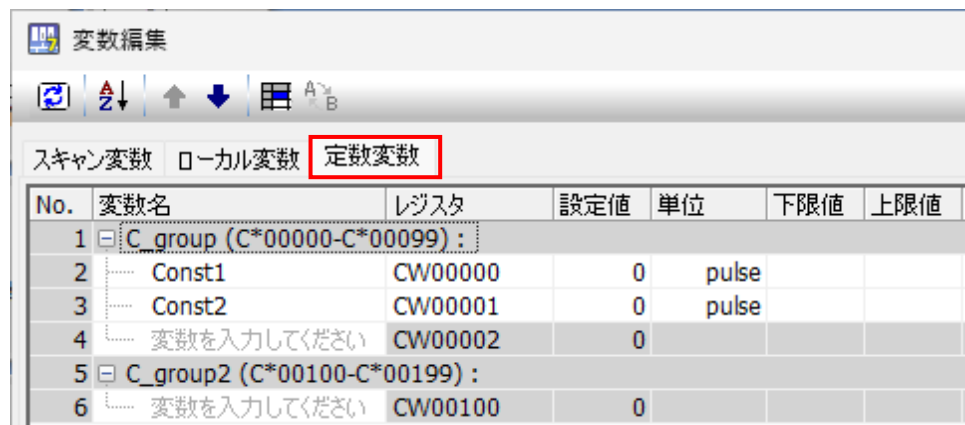 変数編集
A Z A B
スキャン変数 ローカル変数 定数変数
No. 変数名 レジスタ 設定値 単位 下限値 上限値
1 C_group (C*00000-C*00099) :
2 Const1 CW00000 0 pulse
3 Const2 CW00001 0 pulse
4 変数を入力してください CW00002 0
5 C_group2 (C*00100-C*00199) :
6 変数を入力してください CW00100 0